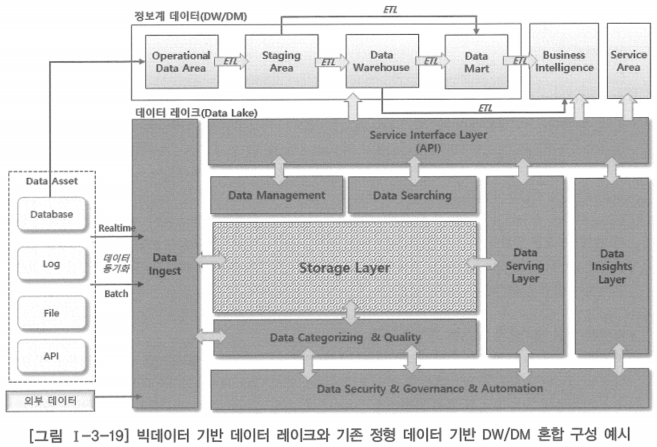 정보계 데이터(DW/DM)
ETL
Operational
Data Area
ETL
Staging
Area
ETL
Data
Warehouse
ETL
Data
Mart
ETL
Business
Intelligence
Service
Area
ETL
데이터 레이크(Data Lake)
Service Interface Layer
(API)
Data Asset
Database
Log
File
API
외부 데이터
Realtime
데이터
동기화
Batch
Data
Ingest
Data Management
Data Searching
Storage Layer
Data
Serving
Layer
Data
Insights
Layer
Data Categorizing & Quality
Data Security & Governance & Automation
[그림 Ⅰ-3-19] 빅데이터 기반 데이터 레이크와 기존 정형 데이터 기반 DW/DM 혼합 구성 예시